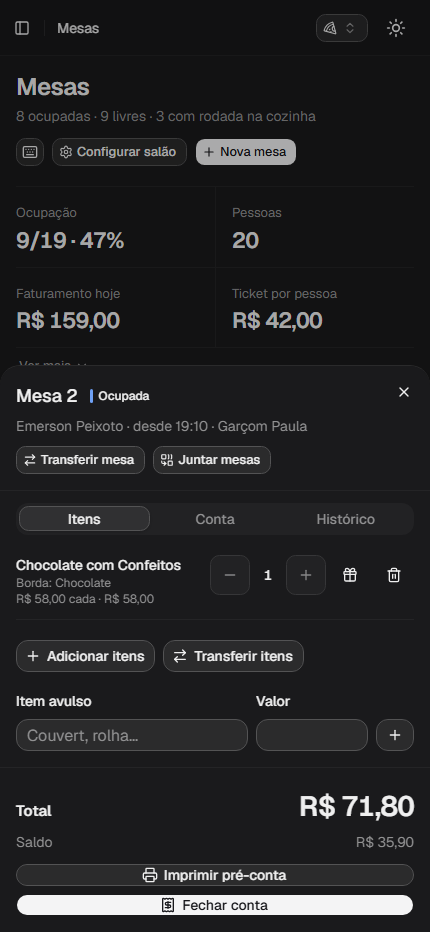 Mesas
Mesas
8 ocupadas · 9 livres · 3 com rodada na cozinha
Configurar salão
Nova mesa
Ocupação
Pessoas
9/19 · 47%
20
Faturamento hoje
Ticket por pessoa
R$ 159,00
R$ 42,00
Ver mais
Mesa 2
Ocupada
Emerson Peixoto · desde 19:10 · Garçom Paula
Transferir mesa
Juntar mesas
Itens
Conta
Histórico
Chocolate com Confeitos
Borda: Chocolate
R$ 58,00 cada · R$ 58,00
1
Adicionar itens
Transferir itens
Item avulso
Valor
Couvert, rolha...
Total
R$ 71,80
Saldo
R$ 35,90
Imprimir pré-conta
Fechar conta